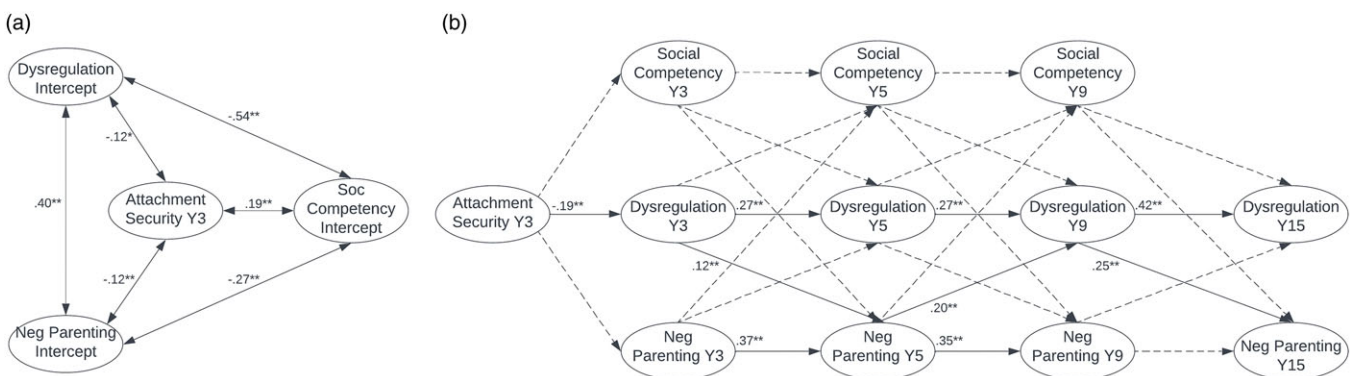 (a)
Dysregulation
Intercept
-.54**
-.12*
.40**
Attachment
Security Y3
.19**
Soc
Competency
Intercept
-.12**
-.27**
Neg Parenting
Intercept
(b)
Social
Competency
Y3
Social
Competency
Y5
Social
Competency
Y9
Attachment
Security Y3
-.19**
Dysregulation
Y3
.27**
Dysregulation
Y5
.27**
Dysregulation
Y9
.42**
Dysregulation
Y15
.12**
.20**
.25**
Neg
Parenting Y3
.37**
Neg
Parenting Y5
.35**
Neg
Parenting Y9
Neg Parenting
Y15